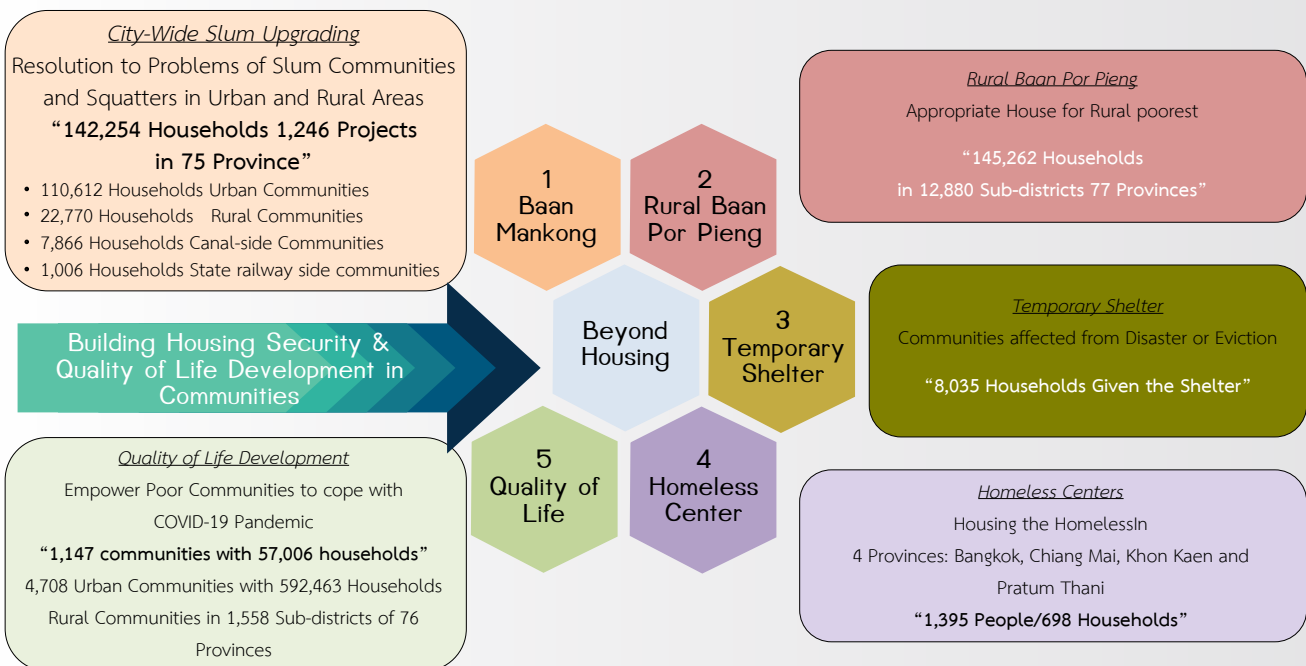 City-Wide Slum Upgrading
Resolution to Problems of Slum Communities
and Squatters in Urban and Rural Areas
“142,254 Households 1,246 Projects
in 75 Province”
• 110,612 Households Urban Communities
• 22,770 Households Rural Communities
• 7,866 Households Canal-side Communities
• 1,006 Households State railway side communities
Building Housing Security &
Quality of Life Development in
Communities
Quality of Life Development
Empower Poor Communities to cope with
COVID-19 Pandemic
“1,147 communities with 57,006 households”
4,708 Urban Communities with 592,463 Households
Rural Communities in 1,558 Sub-districts of 76
Provinces
1
Baan
Mankong
2
Rural Baan
Por Pieng
Beyond
Housing
3
Temporary
Shelter
5
Quality of
Life
4
Homeless
Center
Rural Baan Por Pieng
Appropriate House for Rural poorest
“145,262 Households
in 12,880 Sub-districts 77 Provinces”
Temporary Shelter
Communities affected from Disaster or Eviction
“8,035 Households Given the Shelter”
Homeless Centers
Housing the HomelessIn
4 Provinces: Bangkok, Chiang Mai, Khon Kaen and
Pratum Thani
“1,395 People/698 Households”